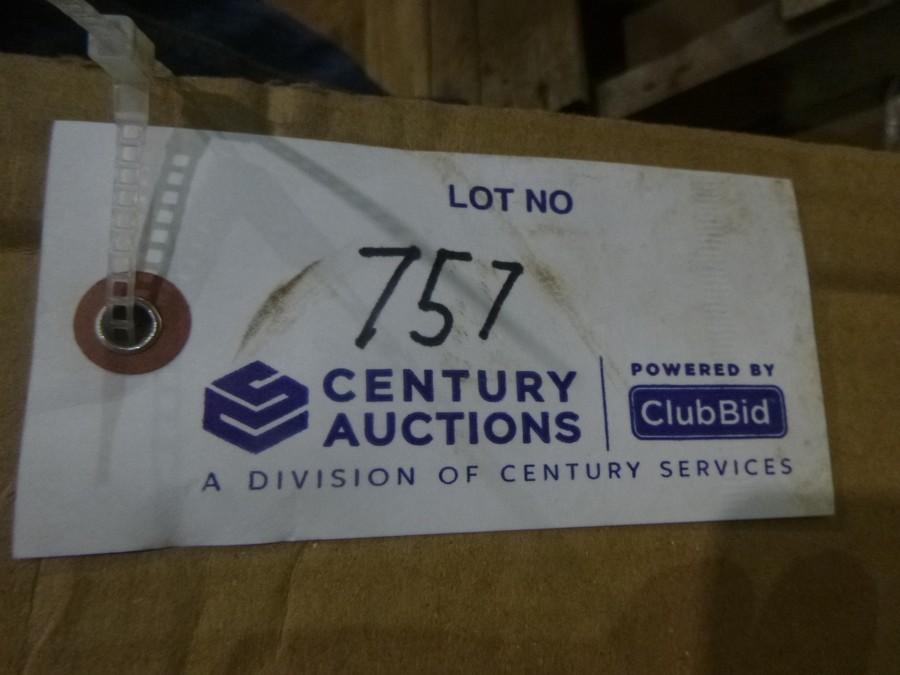 LOT NO
757
CENTURY
AUCTIONS
POWERED BY
ClubBid
A DIVISION OF CENTURY SERVICES